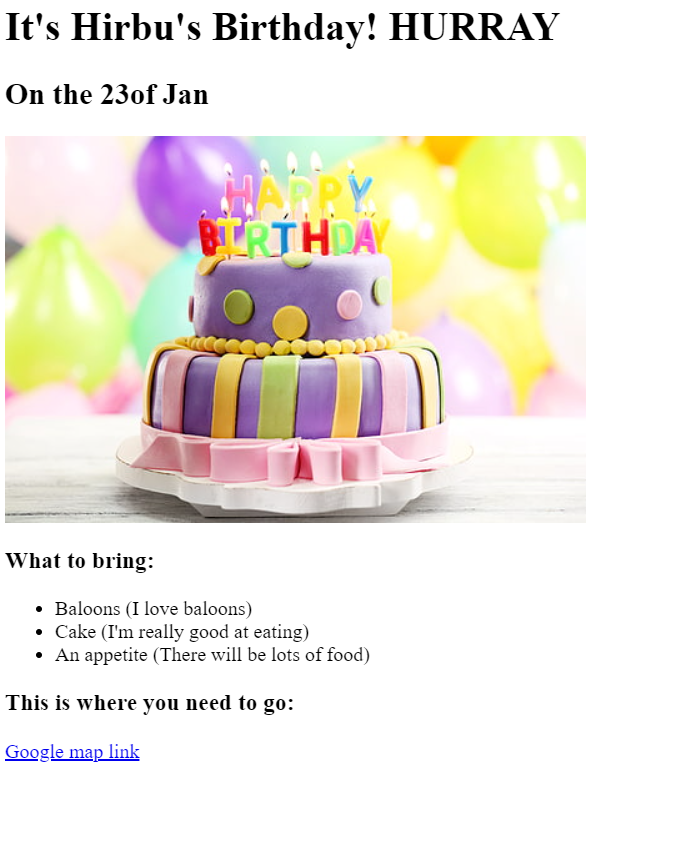 It's Hirbu's Birthday! HURRAY
On the 23of Jan
HAPPY
BIRTHDAY
What to bring:
Baloons (I love baloons)
Cake (I'm really good at eating)
An appetite (There will be lots of food)
This is where you need to go:
Google map link